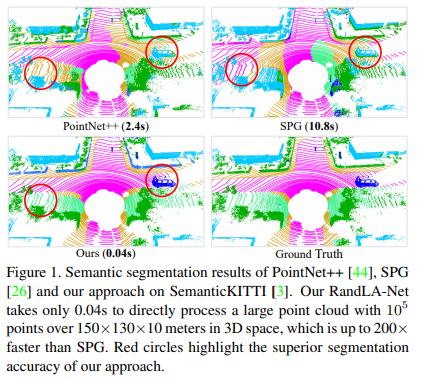 PointNet++ (2.4s) SPG (10.8s)
Ours (0.04s) Ground Truth
Figure 1. Semantic segmentation results of PointNet++ [44], SPG
[26] and our approach on SemanticKITTI [3]. Our RandLA-Net
takes only 0.04s to directly process a large point cloud with 10⁵
points over 150×130×10 meters in 3D space, which is up to 200×
faster than SPG. Red circles highlight the superior segmentation
accuracy of our approach.